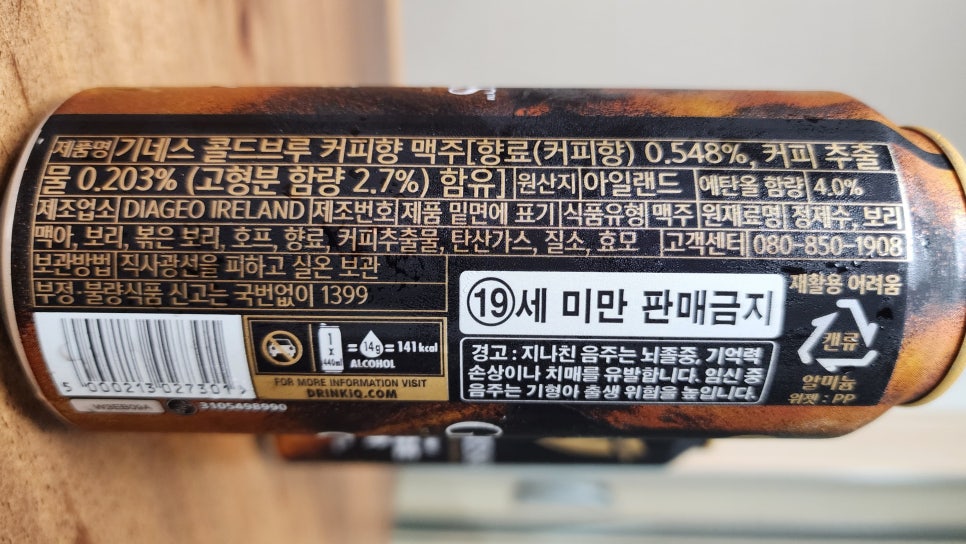 제품명 기네스 콜드브루 커피향 맥주[향료(커피향) 0.548%, 커피 추출
물 0.203% (고형분 함량 2.7%) 함유] 원산지 아일랜드 에탄올 함량 4.0%
제조업소 DIAGEO IRELAND 제조번호 제품 밑면에 표기 식품유형 맥주 원재료명 정제수, 보리
맥아, 보리, 볶은 보리, 호프, 향료, 커피추출물, 탄산가스, 질소, 효모 고객센터 080-850-1908
보관방법 직사광선을 피하고 실온 보관
부정·불량식품 신고는 국번없이 1399
19세 미만 판매금지
재활용 어려움
캔류
알미늄
위젯 : PP
1 x 440ml = 14g = 141kcal
ALCOHOL
FOR MORE INFORMATION VISIT
DRINKIQ.COM
경고 : 지나친 음주는 뇌졸중, 기억력
손상이나 치매를 유발합니다. 임신 중
음주는 기형아 출생 위험을 높입니다.
5 000213 027301 >
3105498990